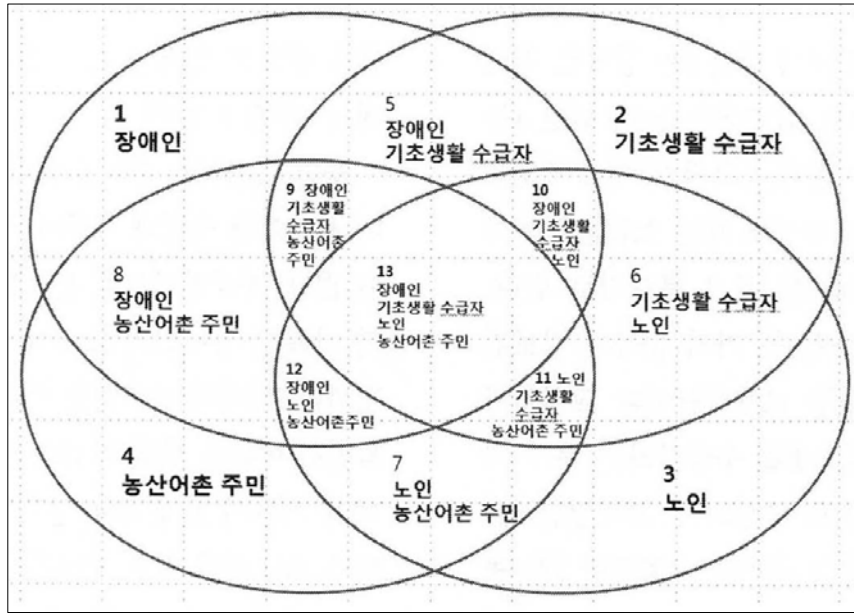 1
장애인
5
장애인
기초생활 수급자
2
기초생활 수급자
9 장애인
기초생활
수급자
농산어촌
주민
10
장애인
기초생활
수급자
노인
8
장애인
농산어촌 주민
13
장애인
기초생활 수급자
노인
농산어촌 주민
6
기초생활 수급자
노인
12
장애인
노인
농산어촌주민
11 노인
기초생활
수급자
농산어촌 주민
4
농산어촌 주민
7
노인
농산어촌 주민
3
노인